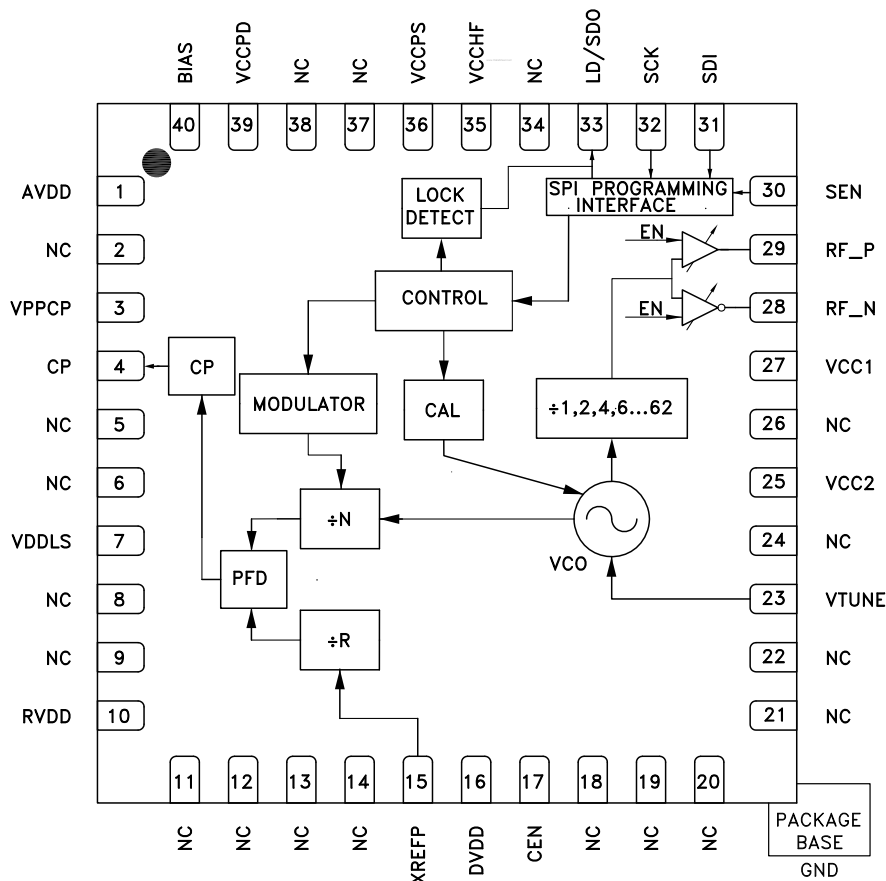 BIAS VCCPD NC NC VCCPS VCCHF NC LD/SDO SCK SDI
40 39 38 37 36 35 34 33 32 31
AVDD 1
NC 2
VPPCP 3
CP 4
NC 5
NC 6
VDDLS 7
NC 8
NC 9
RVDD 10
LOCK
DETECT
SPI PROGRAMMING
INTERFACE
CONTROL
EN
EN
CP
MODULATOR
CAL
÷1,2,4,6...62
÷N
VCO
PFD
÷R
30 SEN
29 RF_P
28 RF_N
27 VCC1
26 NC
25 VCC2
24 NC
23 VTUNE
22 NC
21 NC
11 12 13 14 15 16 17 18 19 20
NC NC NC NC XREFP DVDD CEN NC NC NC
PACKAGE
BASE
GND